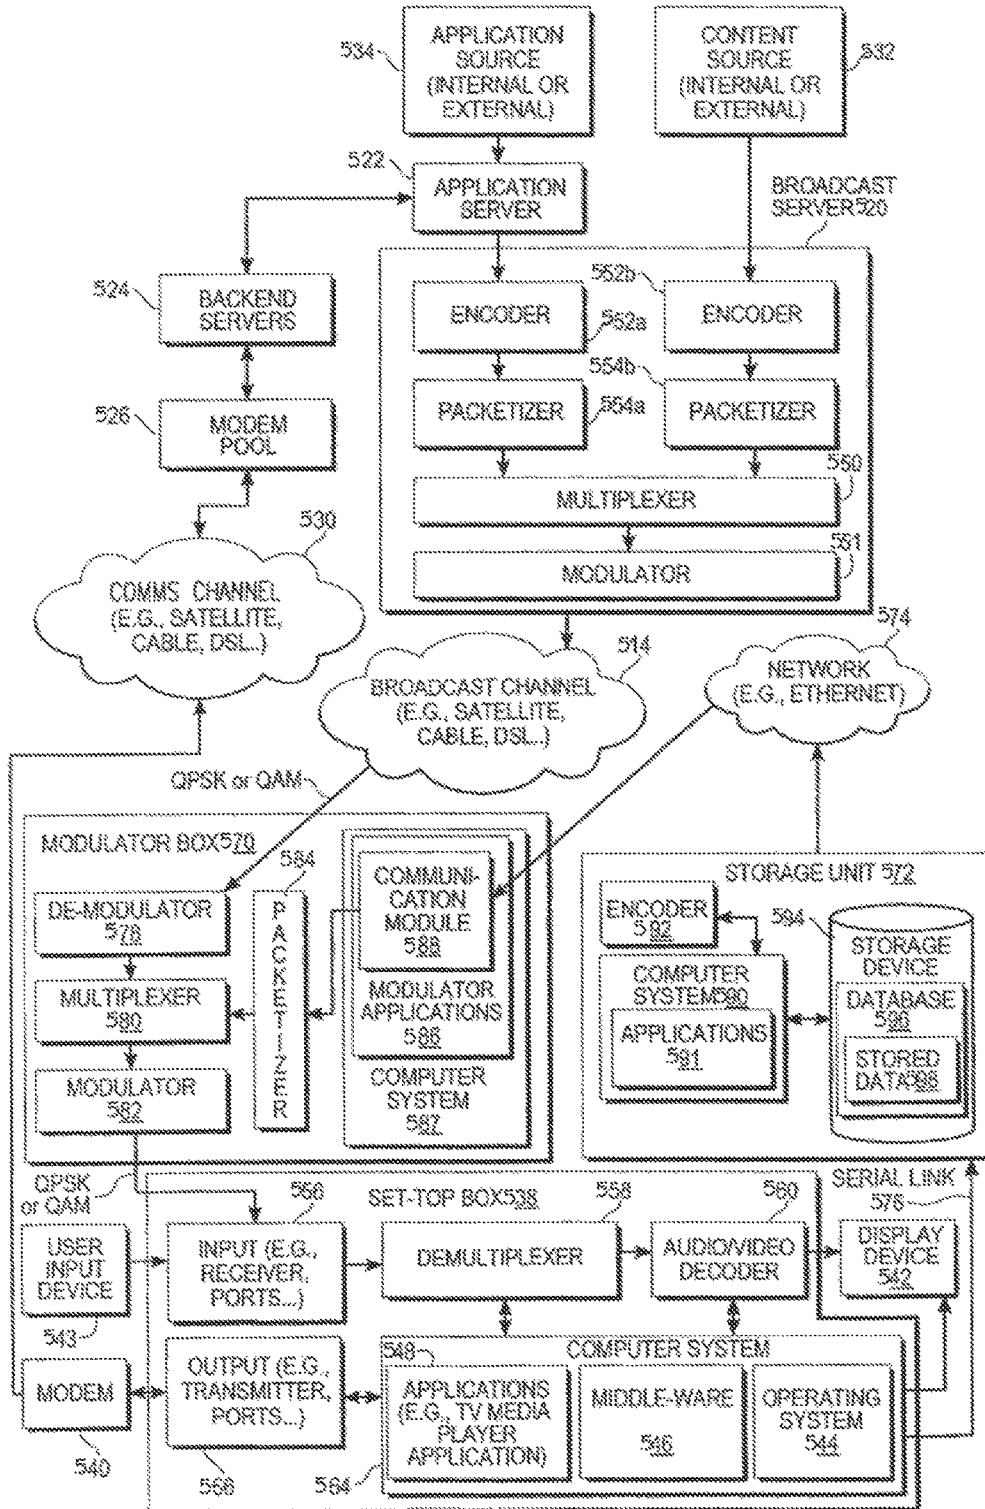 534
APPLICATION
SOURCE
(INTERNAL OR
EXTERNAL)
CONTENT
SOURCE
(INTERNAL OR
EXTERNAL)
532
522
APPLICATION
SERVER
BROADCAST
SERVER 520
524
BACKEND
SERVERS
ENCODER
552a
552b
ENCODER
526
MODEM
POOL
PACKETIZER
554a
554b
PACKETIZER
550
MULTIPLEXER
551
MODULATOR
530
COMMS CHANNEL
(E.G., SATELLITE,
CABLE, DSL..)
514
BROADCAST CHANNEL
(E.G., SATELLITE,
CABLE, DSL..)
574
NETWORK
(E.G., ETHERNET)
QPSK or QAM
MODULATOR BOX 570
584
DE-MODULATOR
578
MULTIPLEXER
580
MODULATOR
582
PACKETIZER
COMMUNI-
CATION
MODULE
588
MODULATOR
APPLICATIONS
586
COMPUTER
SYSTEM
587
STORAGE UNIT 572
ENCODER
592
594
STORAGE
DEVICE
COMPUTER
SYSTEM 590
APPLICATIONS
591
DATABASE
596
STORED
DATA 598
QPSK
or QAM
SERIAL LINK
576
SET-TOP BOX 538
566
558
560
USER
INPUT
DEVICE
543
INPUT (E.G.,
RECEIVER,
PORTS...)
DEMULTIPLEXER
AUDIO/VIDEO
DECODER
DISPLAY
DEVICE
542
MODEM
540
OUTPUT (E.G.,
TRANSMITTER,
PORTS...)
568
COMPUTER SYSTEM
548
APPLICATIONS
(E.G., TV MEDIA
PLAYER
APPLICATION)
564
MIDDLE-WARE
546
OPERATING
SYSTEM
544